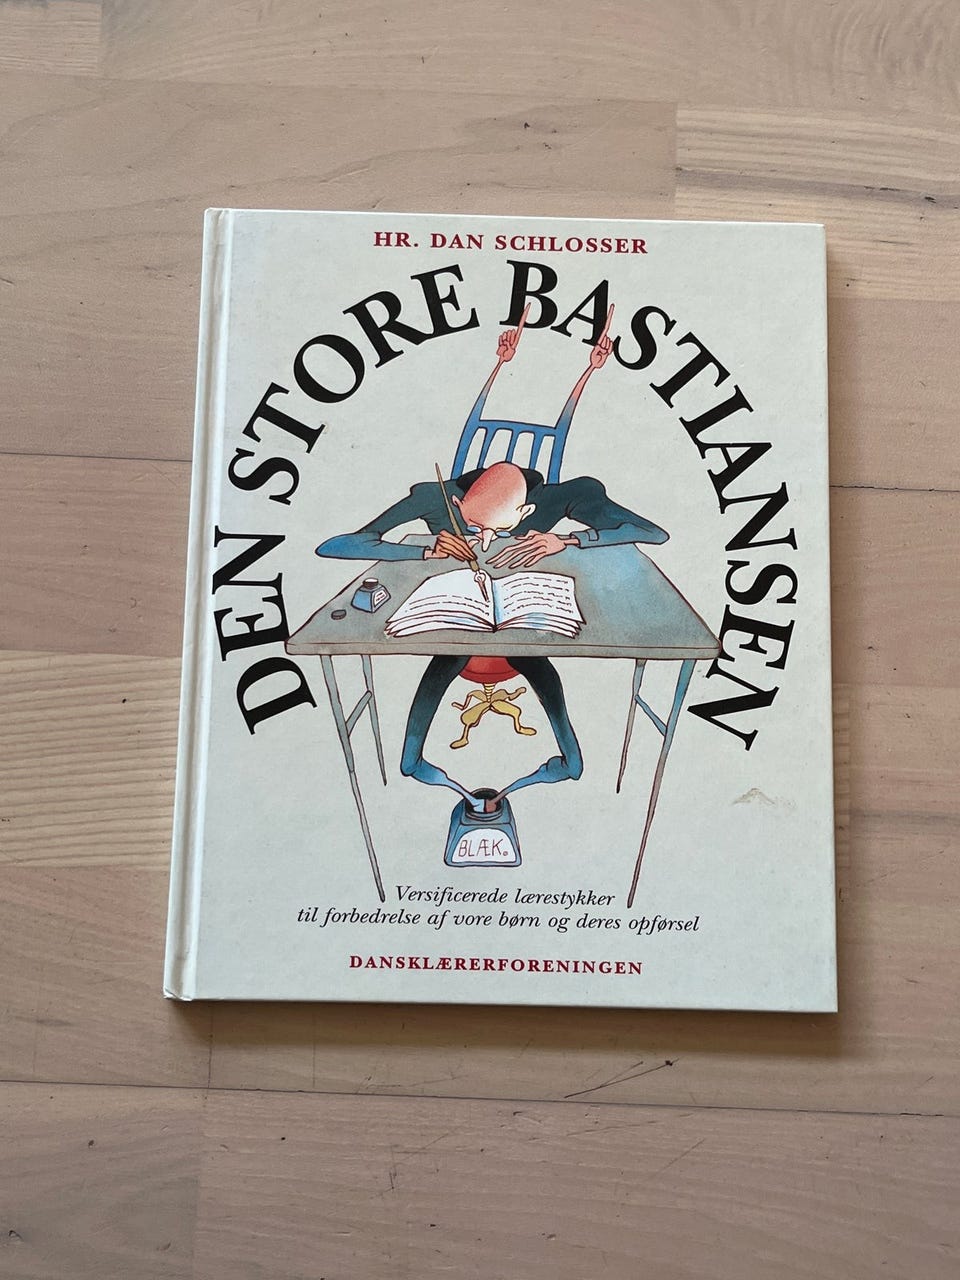 HR. DAN SCHLOSSER
DEN STORE BASTIANSEN
BLÆK.
Versificerede lærestykker
til forbedrelse af vore børn og deres opførsel
DANSKLÆRERFORENINGEN